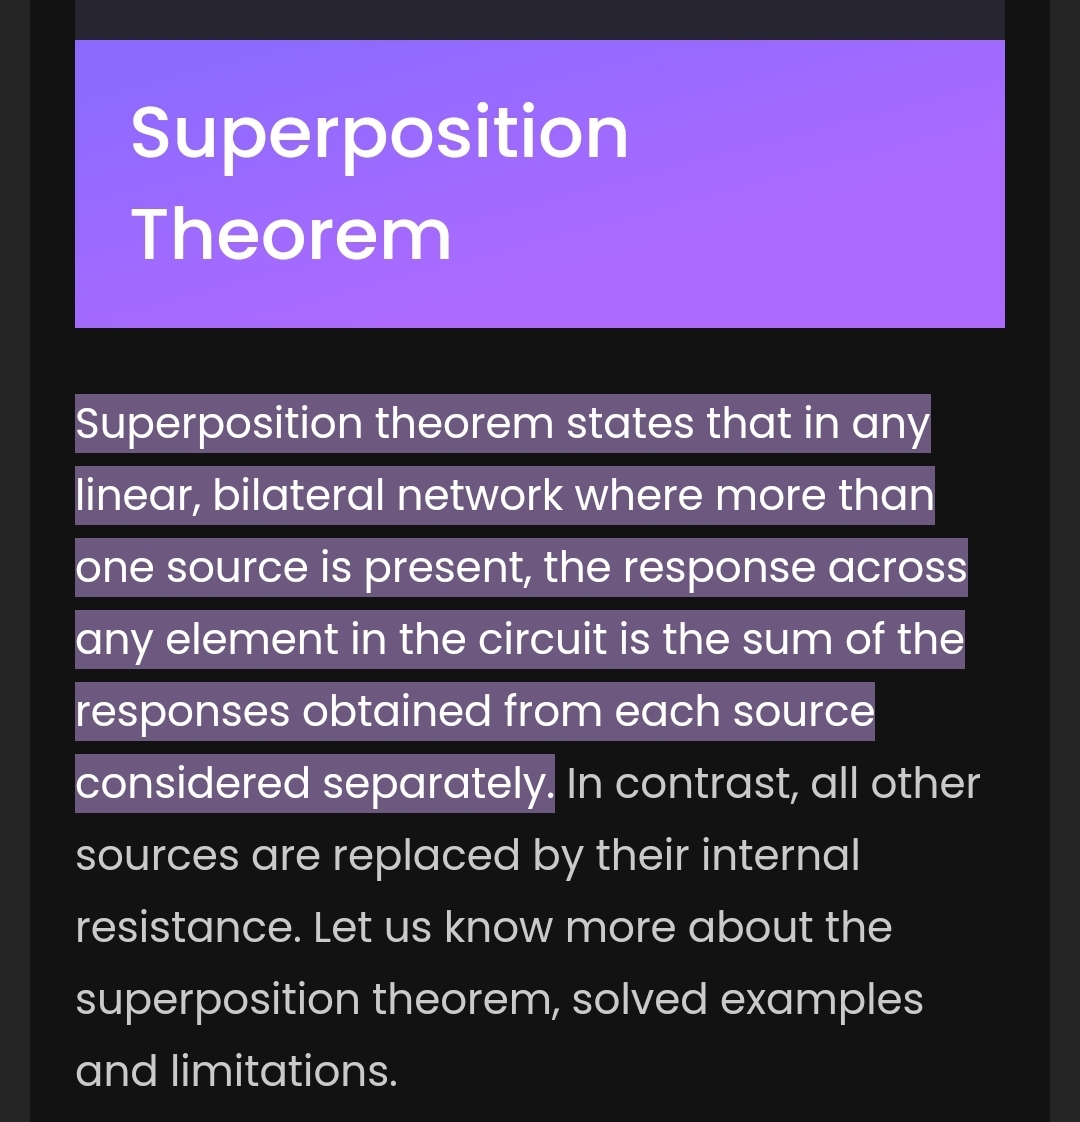 Superposition
Theorem
Superposition theorem states that in any
linear, bilateral network where more than
one source is present, the response across
any element in the circuit is the sum of the
responses obtained from each source
considered separately. In contrast, all other
sources are replaced by their internal
resistance. Let us know more about the
superposition theorem, solved examples
and limitations.